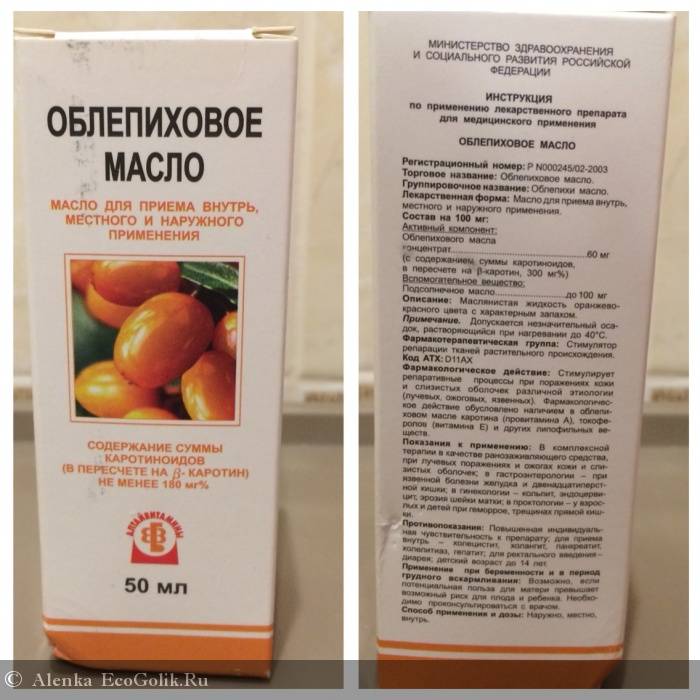 ОБЛЕПИХОВОЕ
МАСЛО
МАСЛО ДЛЯ ПРИЕМА ВНУТРЬ,
МЕСТНОГО И НАРУЖНОГО
ПРИМЕНЕНИЯ
СОДЕРЖАНИЕ СУММЫ
КАРОТИНОИДОВ
(В ПЕРЕСЧЕТЕ НА β- КАРОТИН)
НЕ МЕНЕЕ 180 мг%
АЛТАЙВИТАМИНЫ
50 мл
МИНИСТЕРСТВО ЗДРАВООХРАНЕНИЯ
И СОЦИАЛЬНОГО РАЗВИТИЯ РОССИЙСКОЙ
ФЕДЕРАЦИИ
ИНСТРУКЦИЯ
по применению лекарственного препарата
для медицинского применения
ОБЛЕПИХОВОЕ МАСЛО
Регистрационный номер: Р N000245/02-2003
Торговое название: Облепиховое масло.
Группировочное название: Облепихи масло.
Лекарственная форма: Масло для приема внутрь,
местного и наружного применения.
Состав на 100 мг:
Активный компонент:
Облепихового масла
концентрат...60 мг
(с содержанием суммы каротиноидов,
в пересчете на β-каротин, 300 мг%)
Вспомогательное вещество:
Подсолнечное масло...до 100 мг
Описание: Маслянистая жидкость оранжево-
красного цвета с характерным запахом.
Примечание. Допускается незначительный оса-
док, растворяющийся при нагревании до 40°С.
Фармакотерапевтическая группа: Стимулятор
репарации тканей растительного происхождения.
Код АТХ: D11AX
Фармакологическое действие: Стимулирует
репаративные процессы при поражениях кожи
и слизистых оболочек различной этиологии
(лучевых, ожоговых, язвенных). Фармакологичес-
кое действие обусловлено наличием в облепи-
ховом масле каротина (провитамина А), токофе-
ролов (витамина Е) и других липофильных ве-
ществ.
Показания к применению: В комплексной
терапии в качестве ранозаживляющего средства,
при лучевых поражениях и ожогах кожи и сли-
зистых оболочек; в гастроэнтерологии – при
язвенной болезни желудка и двенадцатиперст-
ной кишки; в гинекологии – кольпит, эндоцерви-
цит, эрозия шейки матки; в проктологии – у взрос-
лых и детей при геморрое, трещинах прямой киш-
ки.
Противопоказания: Повышенная индивидуаль-
ная чувствительность к препарату; для приема
внутрь – холецистит, холангит, панкреатит,
холелитиаз, гепатит; для ректального введения –
диарея; детский возраст до 14 лет.
Применение при беременности и в период
грудного вскармливания: Возможно, если
потенциальная польза для матери превышает
возможный риск для плода и ребенка. Необхо-
димо проконсультироваться с врачом.
Способ применения и дозы: Наружно, местно,
внутрь.
© Alenka EcoGolik.Ru